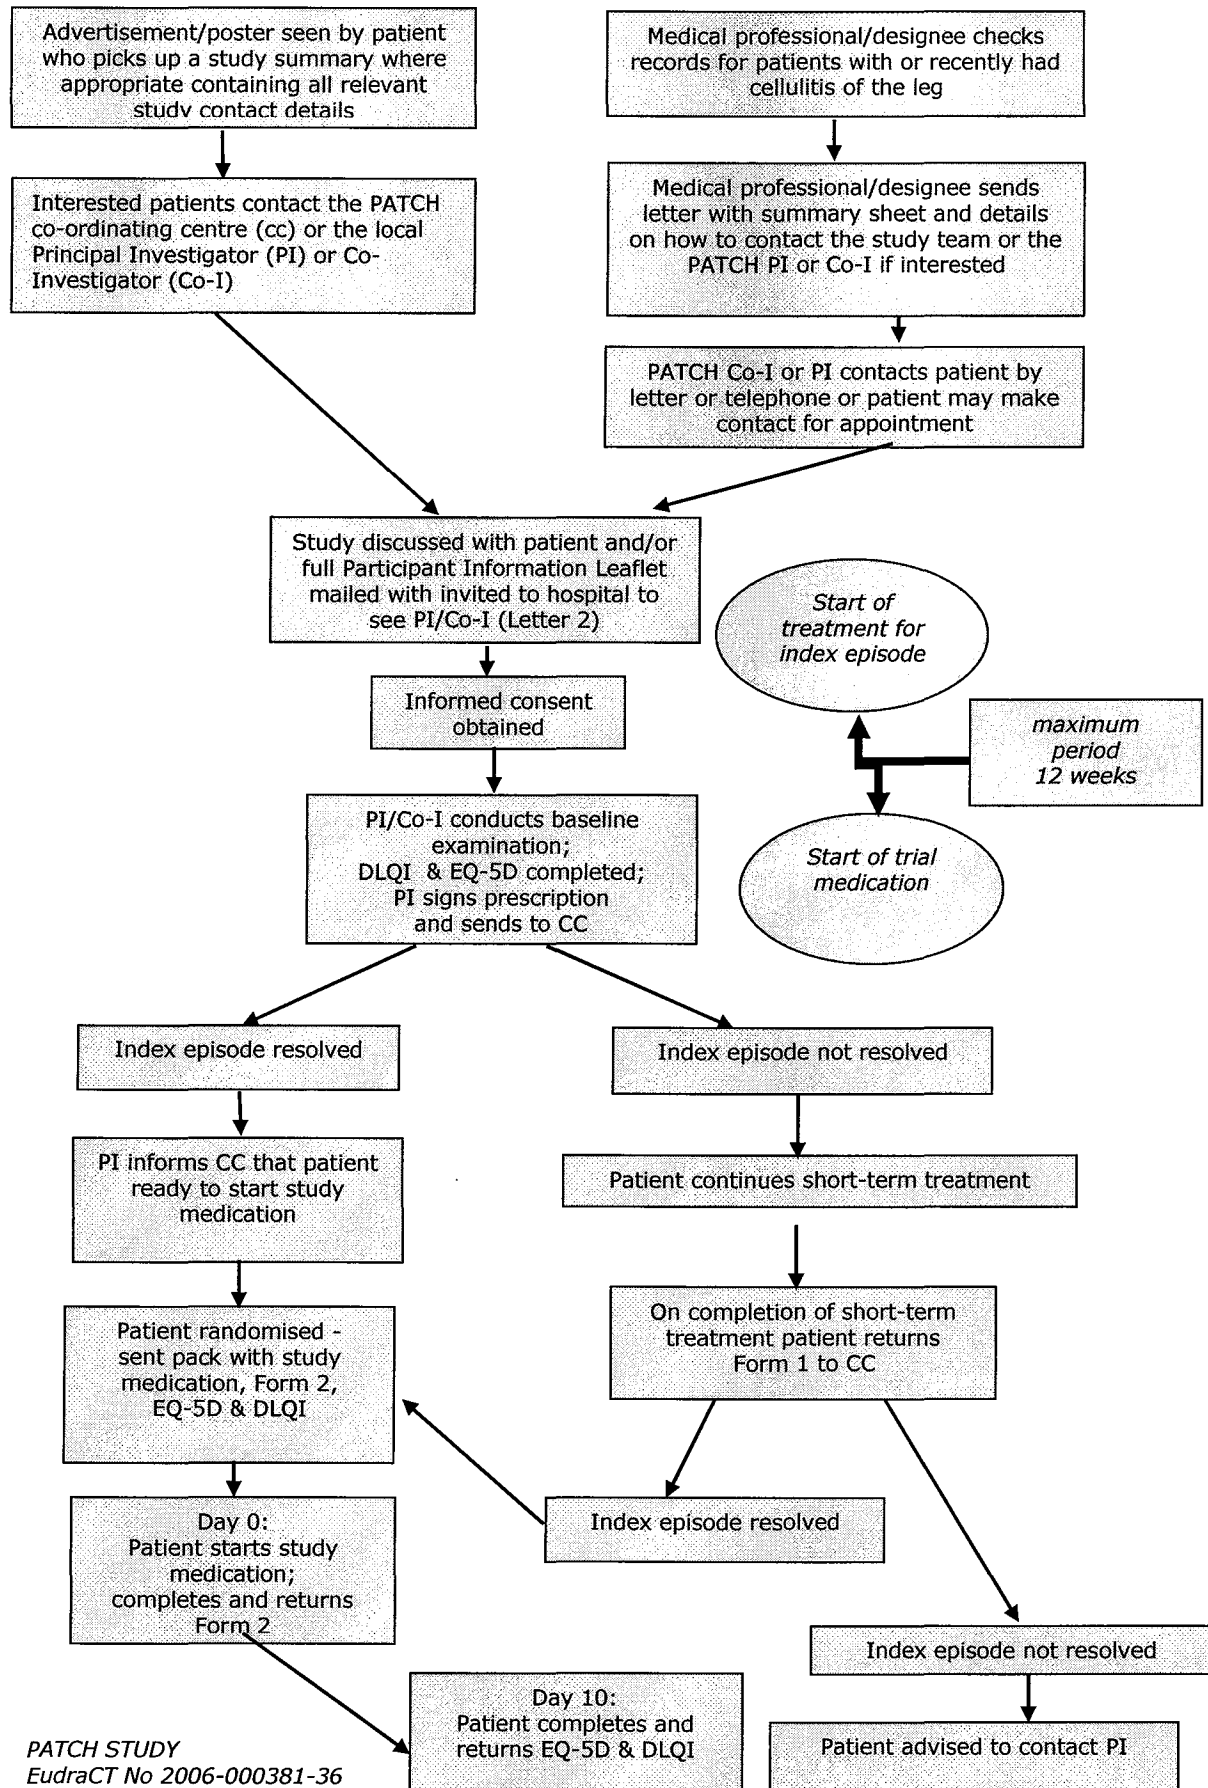 Advertisement/poster seen by patient
who picks up a study summary where
appropriate containing all relevant
study contact details
Medical professional/designee checks
records for patients with or recently had
cellulitis of the leg
Interested patients contact the PATCH
co-ordinating centre (cc) or the local
Principal Investigator (PI) or Co-
Investigator (Co-I)
Medical professional/designee sends
letter with summary sheet and details
on how to contact the study team or the
PATCH PI or Co-I if interested
PATCH Co-I or PI contacts patient by
letter or telephone or patient may make
contact for appointment
Study discussed with patient and/or
full Participant Information Leaflet
mailed with invited to hospital to
see PI/Co-I (Letter 2)
Start of
treatment for
index episode
Informed consent
obtained
maximum
period
12 weeks
PI/Co-I conducts baseline
examination;
DLQI & EQ-5D completed;
PI signs prescription
and sends to CC
Start of trial
medication
Index episode resolved
Index episode not resolved
PI informs CC that patient
ready to start study
medication
Patient continues short-term treatment
Patient randomised -
sent pack with study
medication, Form 2,
EQ-5D & DLQI
On completion of short-term
treatment patient returns
Form 1 to CC
Day 0:
Patient starts study
medication;
completes and returns
Form 2
Index episode resolved
Index episode not resolved
Day 10:
Patient completes and
returns EQ-5D & DLQI
Patient advised to contact PI
PATCH STUDY
EudraCT No 2006-000381-36